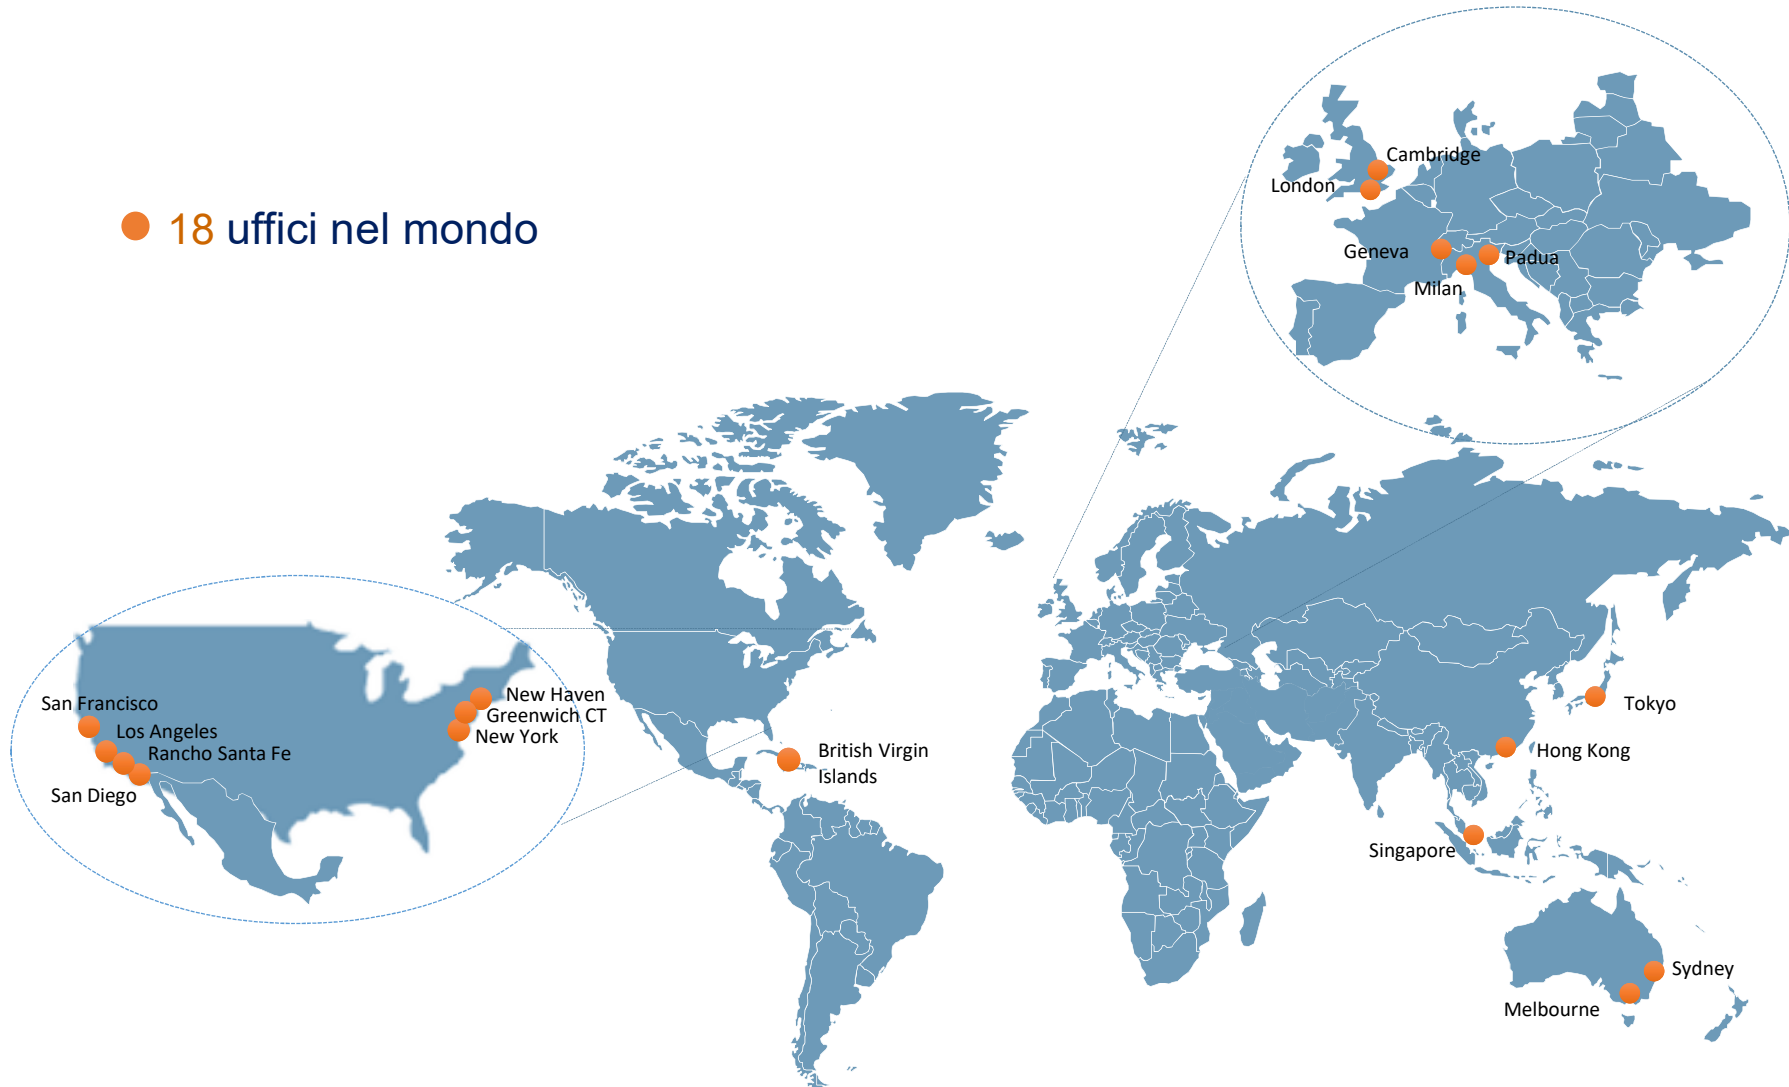 18 uffici nel mondo
Cambridge
London
Geneva
Padua
Milan
San Francisco
Los Angeles
Rancho Santa Fe
San Diego
New Haven
Greenwich CT
New York
British Virgin
Islands
Tokyo
Hong Kong
Singapore
Sydney
Melbourne